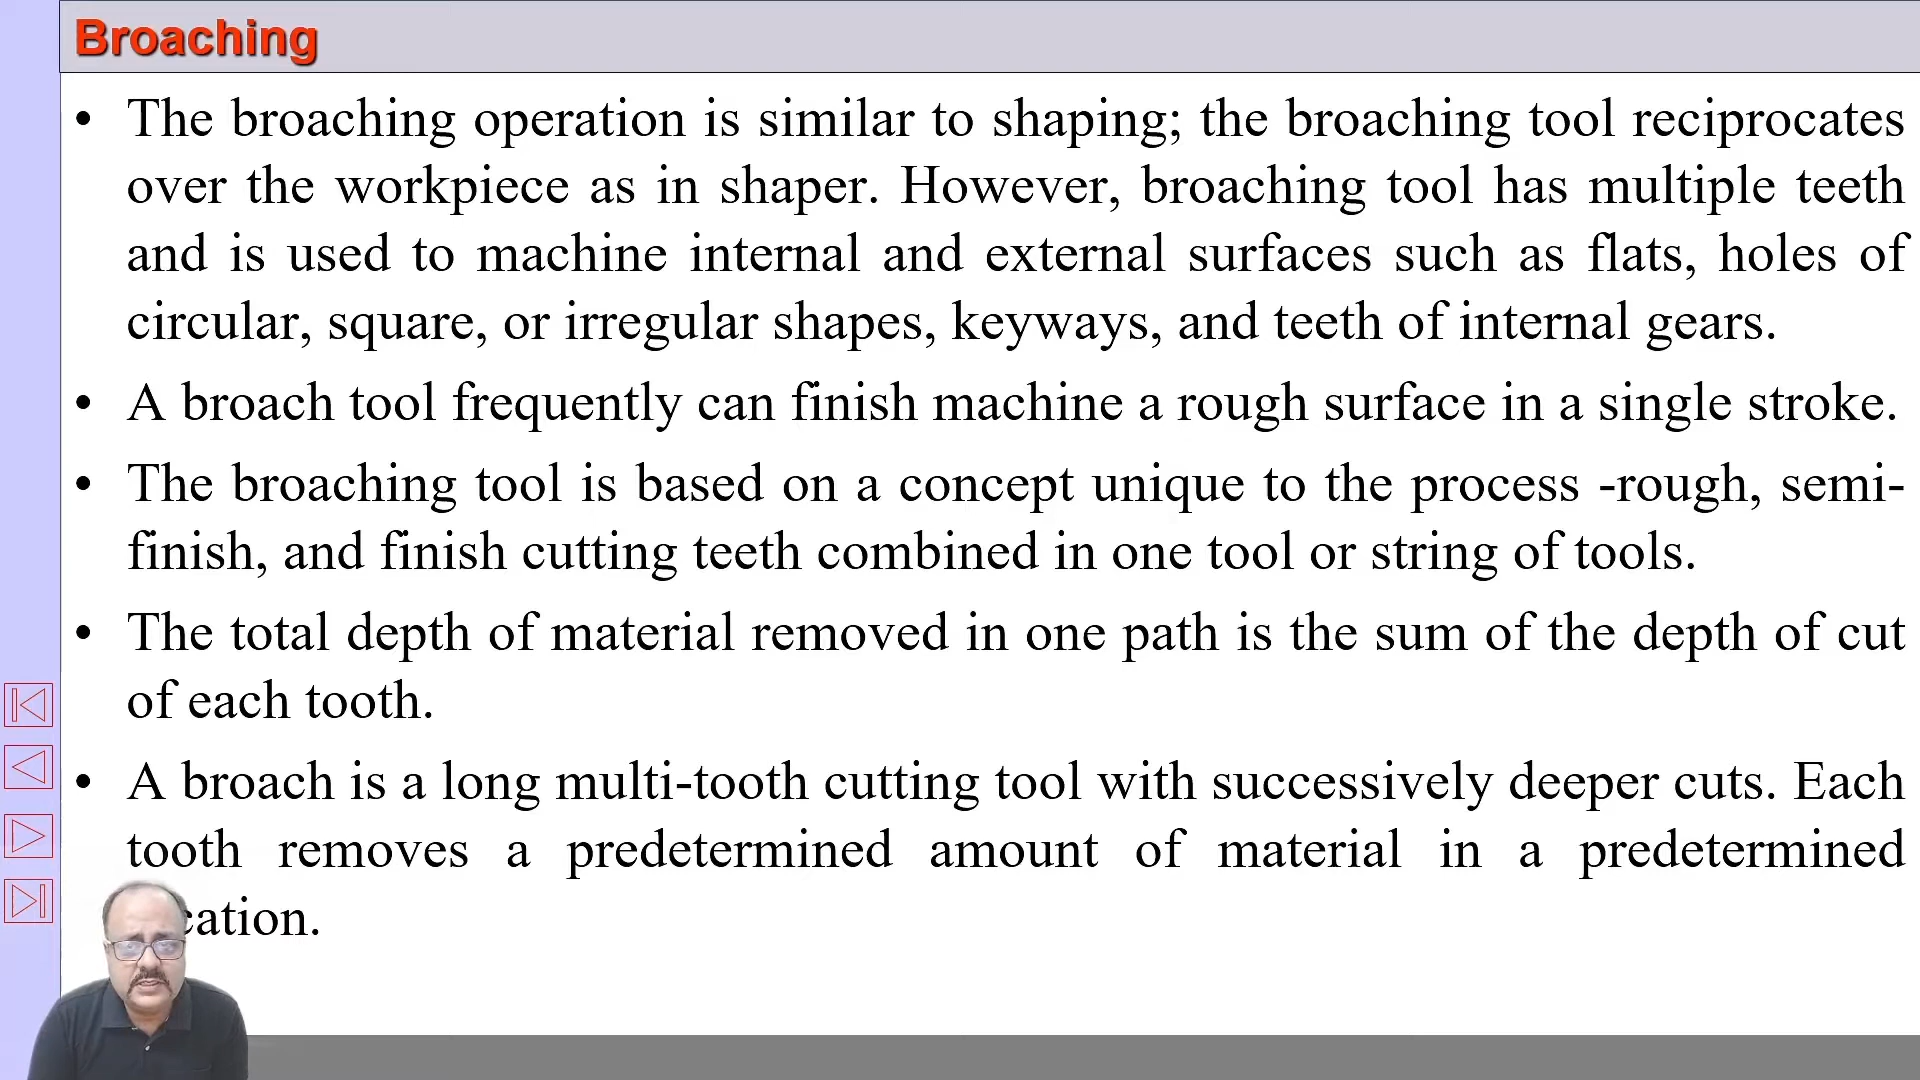 Broaching
• The broaching operation is similar to shaping; the broaching tool reciprocates
over the workpiece as in shaper. However, broaching tool has multiple teeth
and is used to machine internal and external surfaces such as flats, holes of
circular, square, or irregular shapes, keyways, and teeth of internal gears.
• A broach tool frequently can finish machine a rough surface in a single stroke.
• The broaching tool is based on a concept unique to the process -rough, semi-
finish, and finish cutting teeth combined in one tool or string of tools.
• The total depth of material removed in one path is the sum of the depth of cut
of each tooth.
• A broach is a long multi-tooth cutting tool with successively deeper cuts. Each
tooth removes a predetermined amount of material in a predetermined